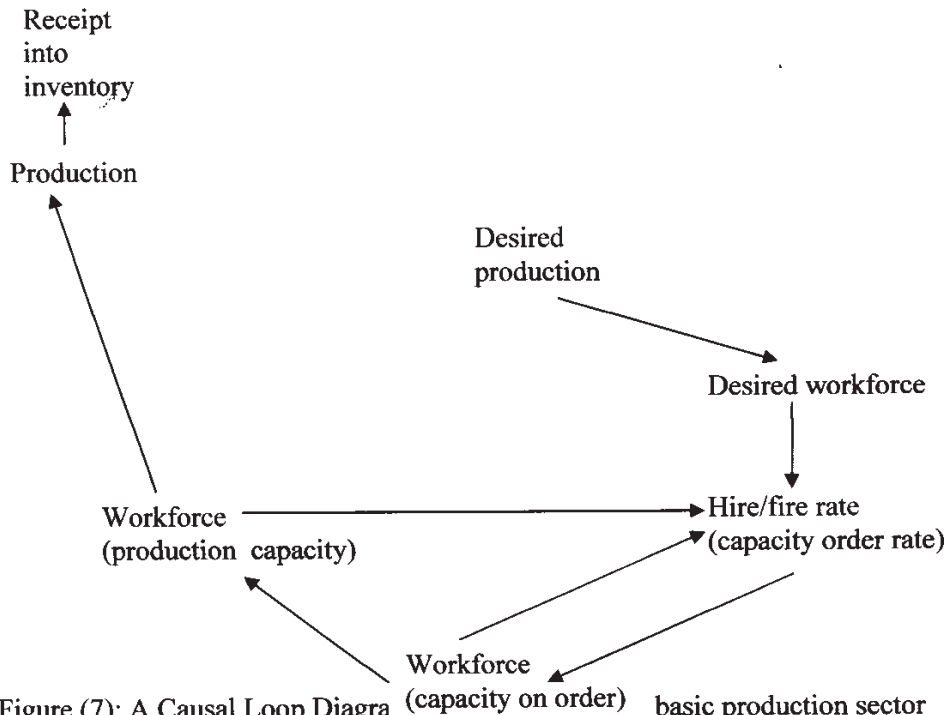 Receipt
into
inventory
Production
Desired
production
Desired workforce
Workforce
(production capacity)
Hire/fire rate
(capacity order rate)
Workforce
(capacity on order)
Figure (7): A Causal Loop Diagra basic production sector